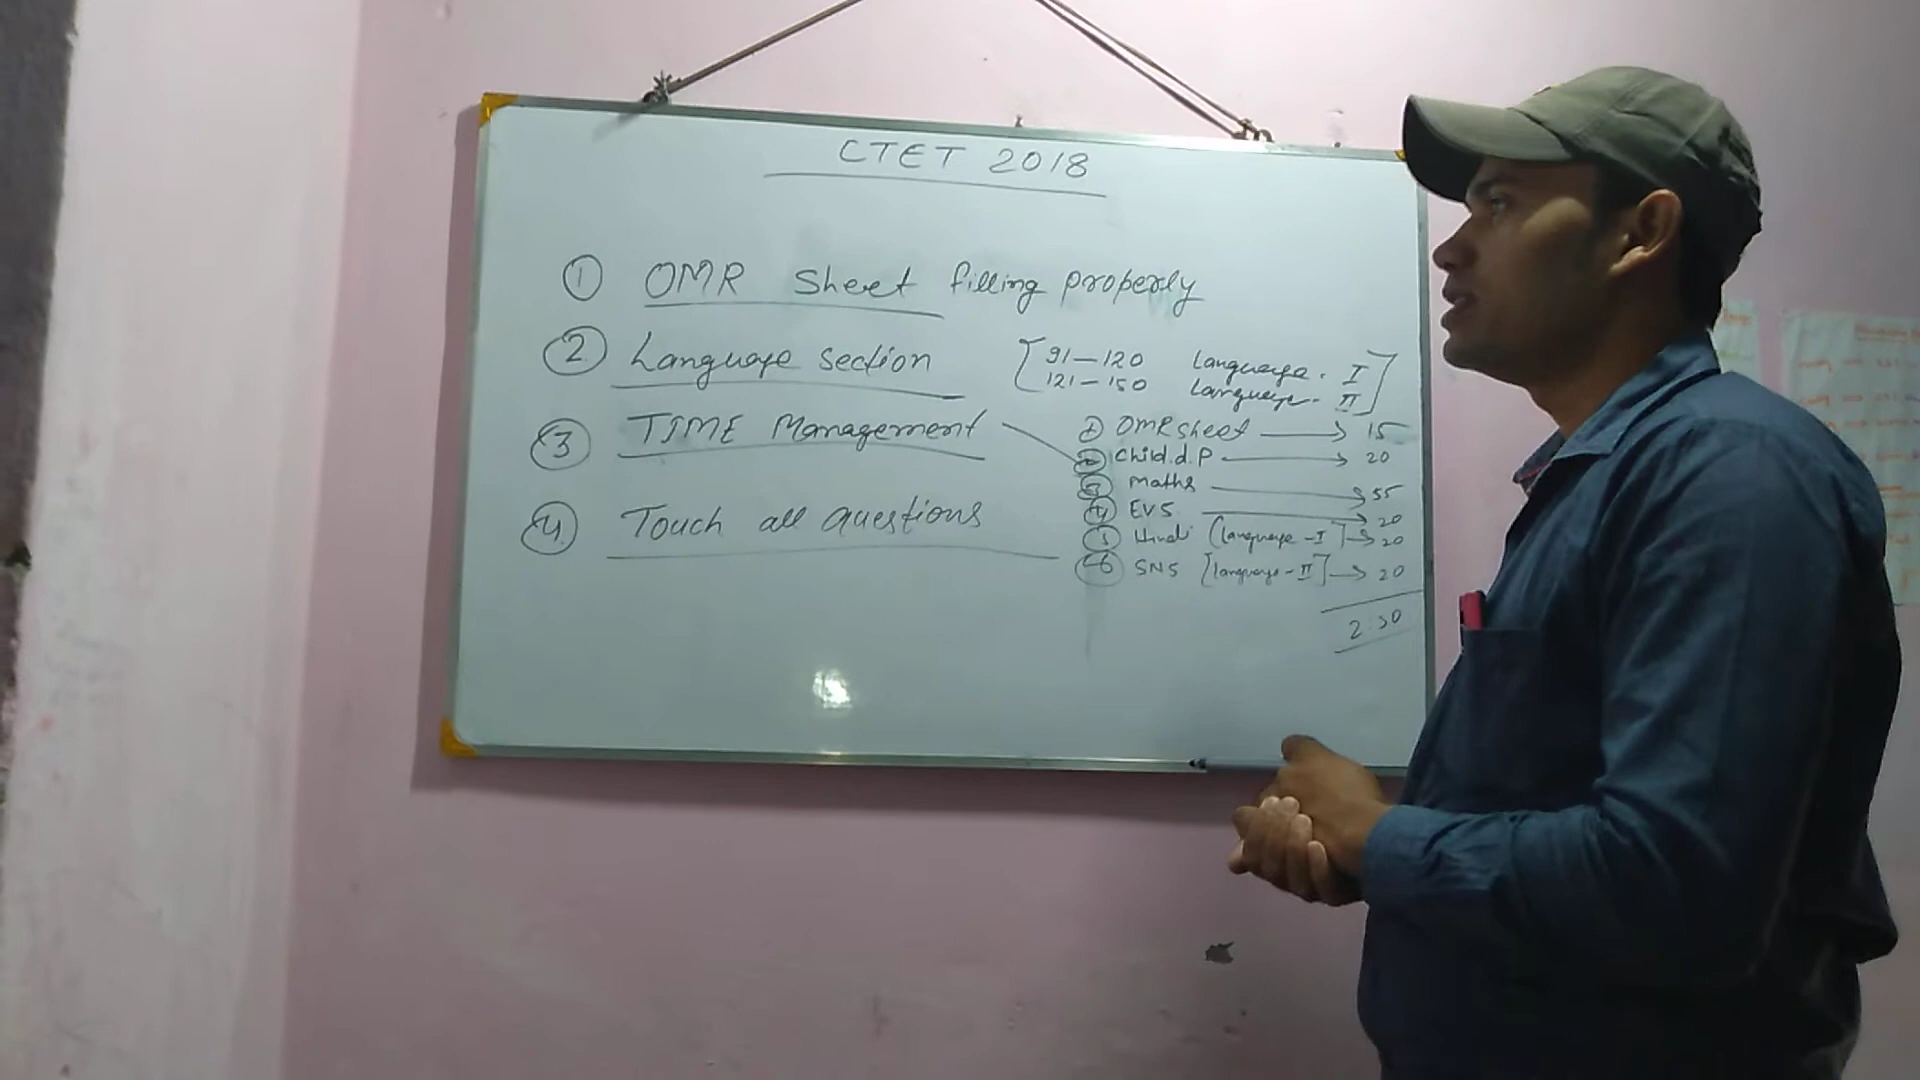 CTET 2018
① OMR Sheet filling properly
② Language section [91-120 Language. I
121-150 Language. II]
③ TIME Management
① OMR sheet → 15
② Child.d.P → 20
③ Maths → 55
④ EVS → 20
⑤ Hindi [language-I] → 20
⑥ SNS [language-II] → 20
2:30
④ Touch all questions